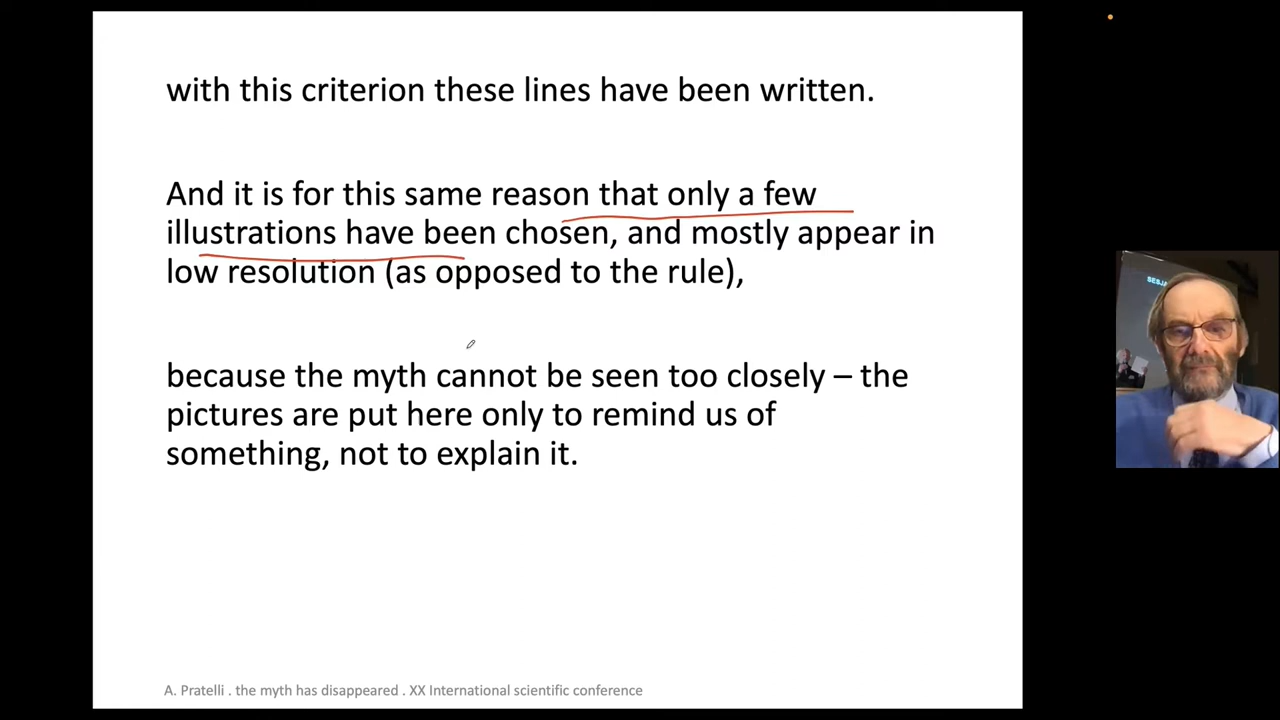 with this criterion these lines have been written.
And it is for this same reason that only a few
illustrations have been chosen, and mostly appear in
low resolution (as opposed to the rule),
because the myth cannot be seen too closely – the
pictures are put here only to remind us of
something, not to explain it.
A. Pratelli . the myth has disappeared . XX International scientific conference